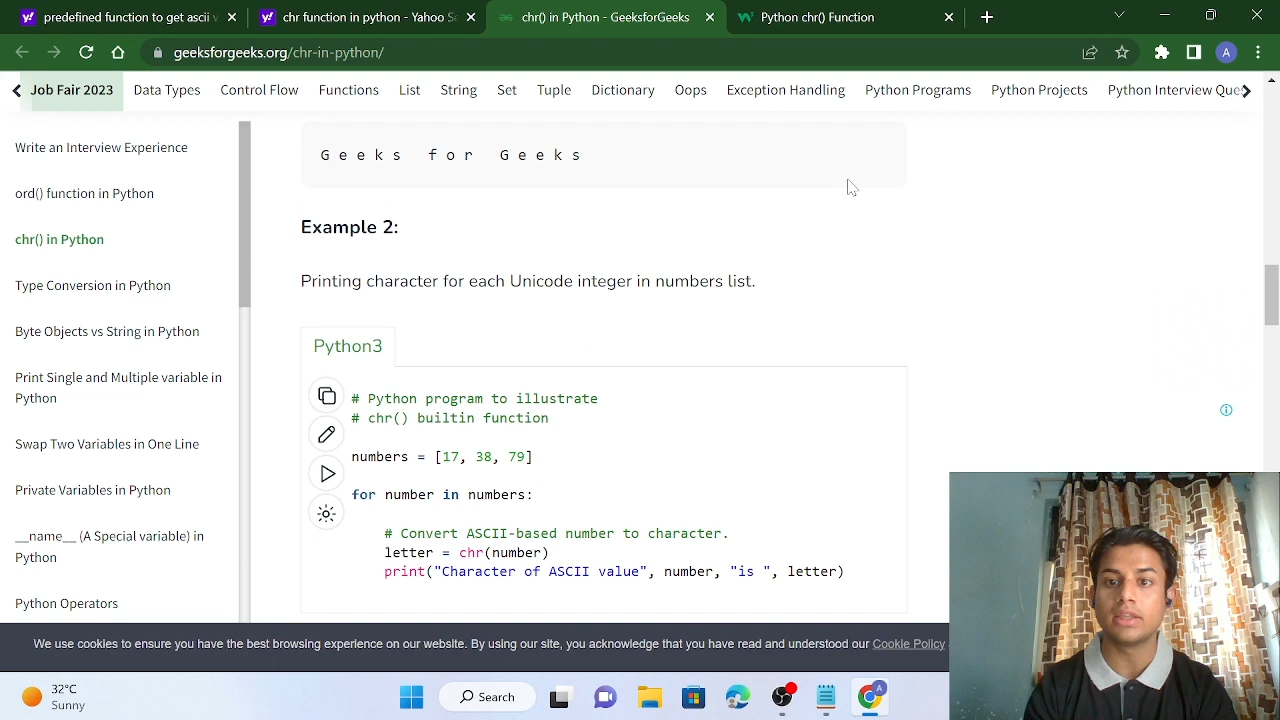 predefined function to get ascii v
chr function in python - Yahoo Se
chr() in Python - GeeksforGeeks
Python chr() Function
geeksforgeeks.org/chr-in-python/
A
Job Fair 2023
Data Types
Control Flow
Functions
List
String
Set
Tuple
Dictionary
Oops
Exception Handling
Python Programs
Python Projects
Python Interview Ques
Write an Interview Experience
ord() function in Python
chr() in Python
Type Conversion in Python
Byte Objects vs String in Python
Print Single and Multiple variable in
Python
Swap Two Variables in One Line
Private Variables in Python
__name__ (A Special variable) in
Python
Python Operators
G e e k s   f o r   G e e k s
Example 2:
Printing character for each Unicode integer in numbers list.
Python3
# Python program to illustrate
# chr() builtin function
numbers = [17, 38, 79]
for number in numbers:
# Convert ASCII-based number to character.
letter = chr(number)
print("Character of ASCII value", number, "is ", letter)
We use cookies to ensure you have the best browsing experience on our website. By using our site, you acknowledge that you have read and understood our Cookie Policy
32°C
Sunny
Search
A